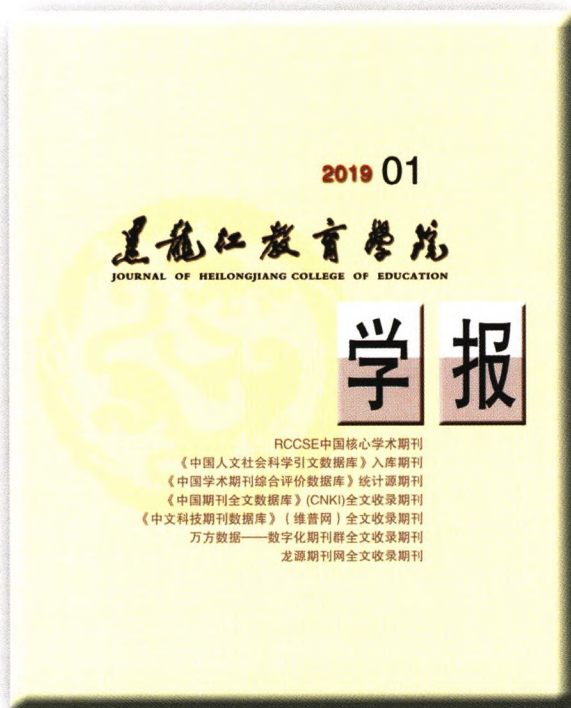 2019 01
黑龍江教育學院
JOURNAL OF HEILONGJIANG COLLEGE OF EDUCATION
学报
RCCSE中国核心学术期刊
《中国人文社会科学引文数据库》入库期刊
《中国学术期刊综合评价数据库》统计源期刊
《中国期刊全文数据库》(CNKI)全文收录期刊
《中文科技期刊数据库》(维普网)全文收录期刊
万方数据——数字化期刊群全文收录期刊
龙源期刊网全文收录期刊